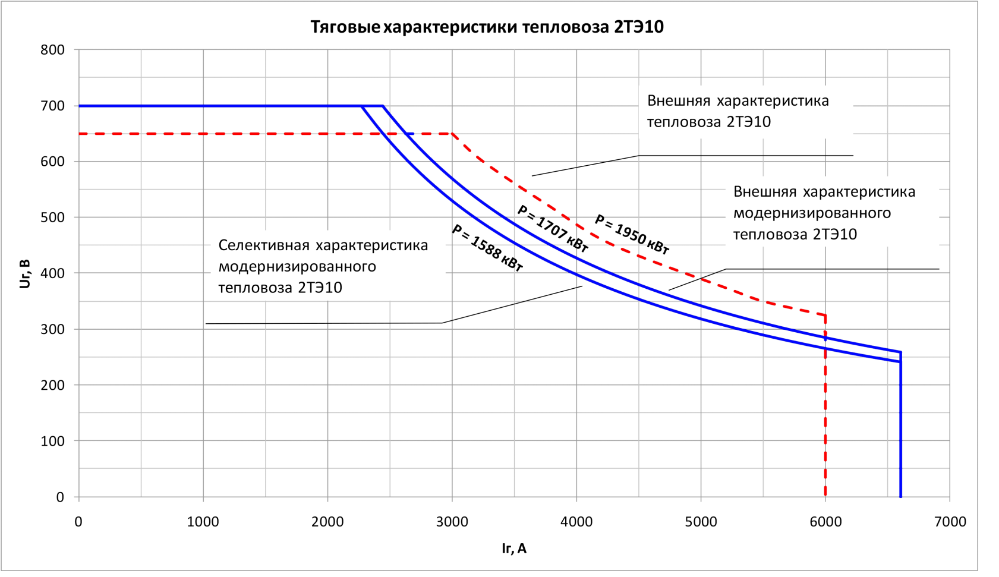 Тяговые характеристики тепловоза 2ТЭ10
800
700
600
500
400
300
200
100
0
Uг, В
Внешняя характеристика
тепловоза 2ТЭ10
Внешняя характеристика
модернизированного
тепловоза 2ТЭ10
Р = 1950 кВт
Р = 1707 кВт
Р = 1588 кВт
Селективная характеристика
модернизированного
тепловоза 2ТЭ10
0 1000 2000 3000 4000 5000 6000 7000
Iг, А